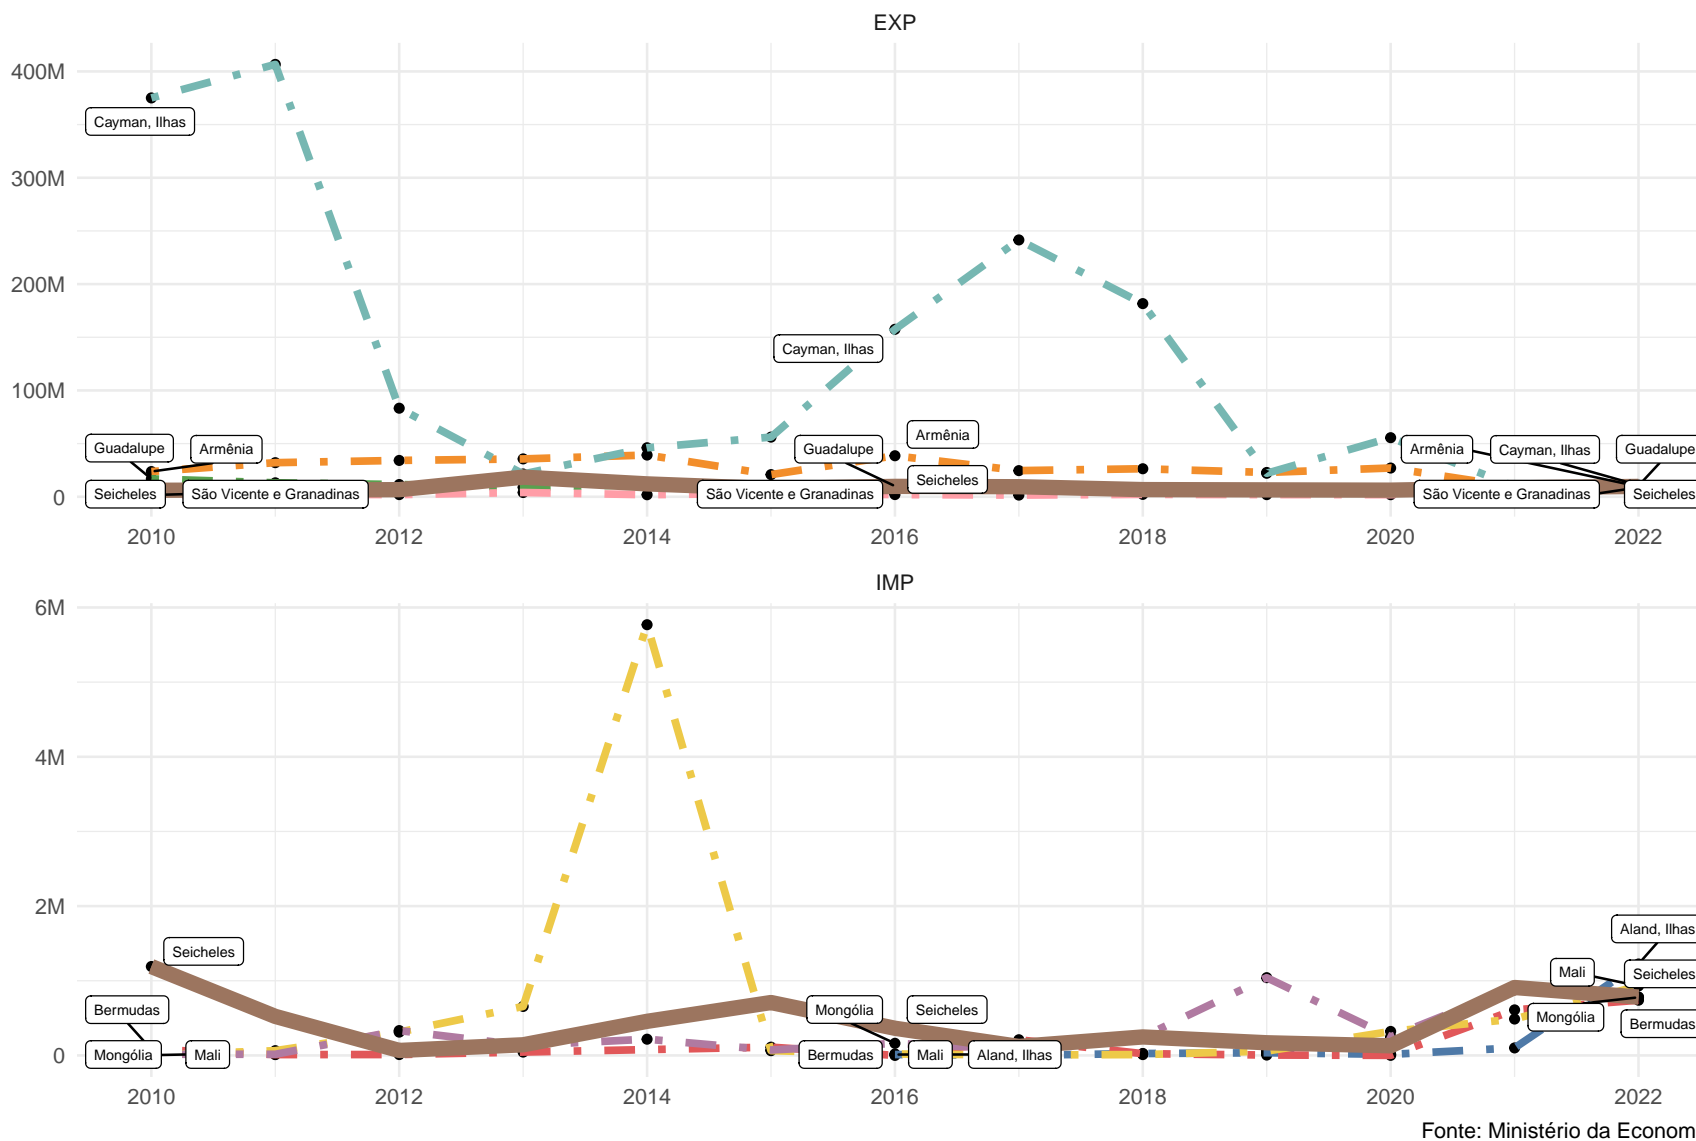 EXP
400M
300M
200M
100M
0
Cayman, Ilhas
Cayman, Ilhas
Guadalupe
Armênia
Seicheles
São Vicente e Granadinas
Guadalupe
Armênia
São Vicente e Granadinas
Seicheles
Armênia
Cayman, Ilhas
Guadalupe
São Vicente e Granadinas
Seicheles
2010 2012 2014 2016 2018 2020 2022
IMP
6M
4M
2M
0
Seicheles
Bermudas
Mongólia
Mali
Mongólia
Seicheles
Bermudas
Mali
Aland, Ilhas
Aland, Ilhas
Mali
Seicheles
Mongólia
Bermudas
2010 2012 2014 2016 2018 2020 2022
Fonte: Ministério da Econom